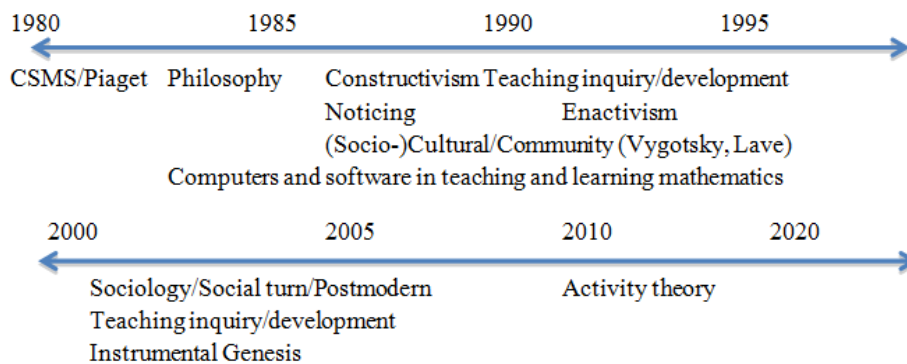 1980 1985 1990 1995
CSMS/Piaget Philosophy Constructivism Teaching inquiry/development
Noticing Enactivism
(Socio-)Cultural/Community (Vygotsky, Lave)
Computers and software in teaching and learning mathematics
2000 2005 2010 2020
Sociology/Social turn/Postmodern Activity theory
Teaching inquiry/development
Instrumental Genesis